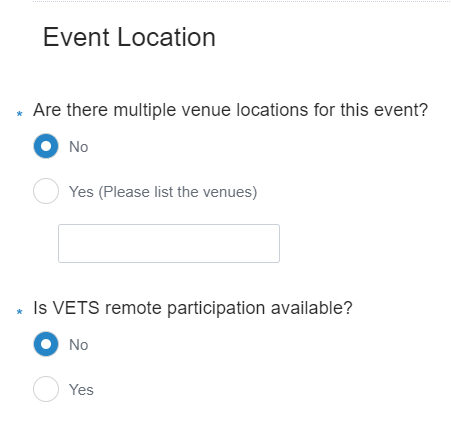 Event Location
* Are there multiple venue locations for this event?
No
Yes (Please list the venues)
* Is VETS remote participation available?
No
Yes